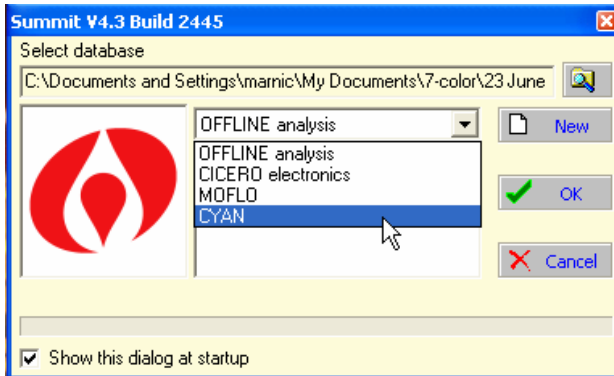 Summit V4.3 Build 2445
Select database
C:\Documents and Settings\marnic\My Documents\7-color\23 June
OFFLINE analysis
New
OFFLINE analysis
CICERO electronics
MOFLO
CYAN
OK
Cancel
Show this dialog at startup